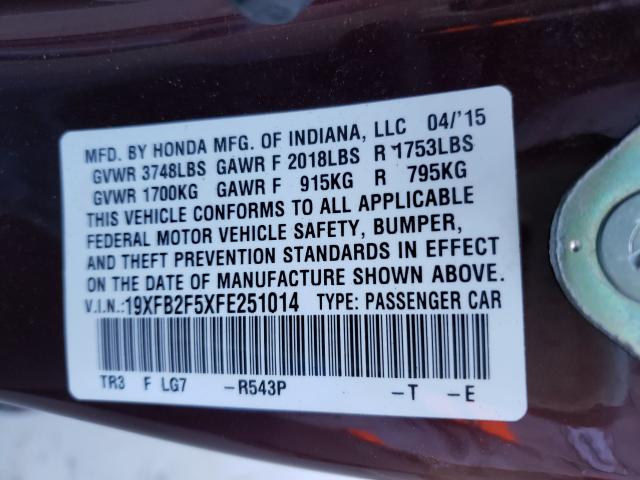 MFD. BY HONDA MFG. OF INDIANA, LLC 04/'15
GVWR 3748LBS GAWR F 2018LBS R 1753LBS
GVWR 1700KG GAWR F 915KG R 795KG
THIS VEHICLE CONFORMS TO ALL APPLICABLE
FEDERAL MOTOR VEHICLE SAFETY, BUMPER,
AND THEFT PREVENTION STANDARDS IN EFFECT
ON THE DATE OF MANUFACTURE SHOWN ABOVE.
V.I.N.:19XFB2F5XFE251014 TYPE: PASSENGER CAR
TR3 F LG7 -R543P -T -E